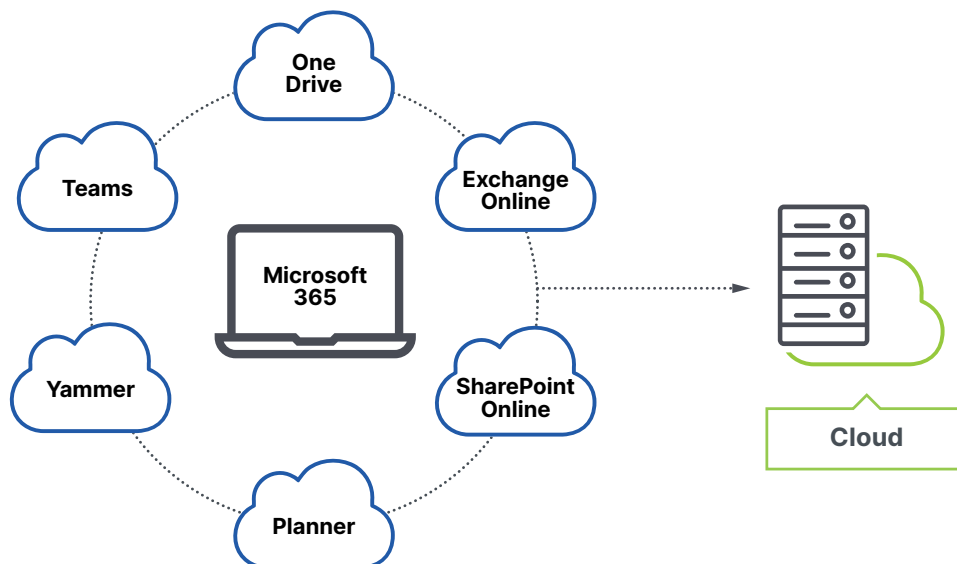 One
Drive
Teams
Exchange
Online
Microsoft
365
Yammer
SharePoint
Online
Cloud
Planner